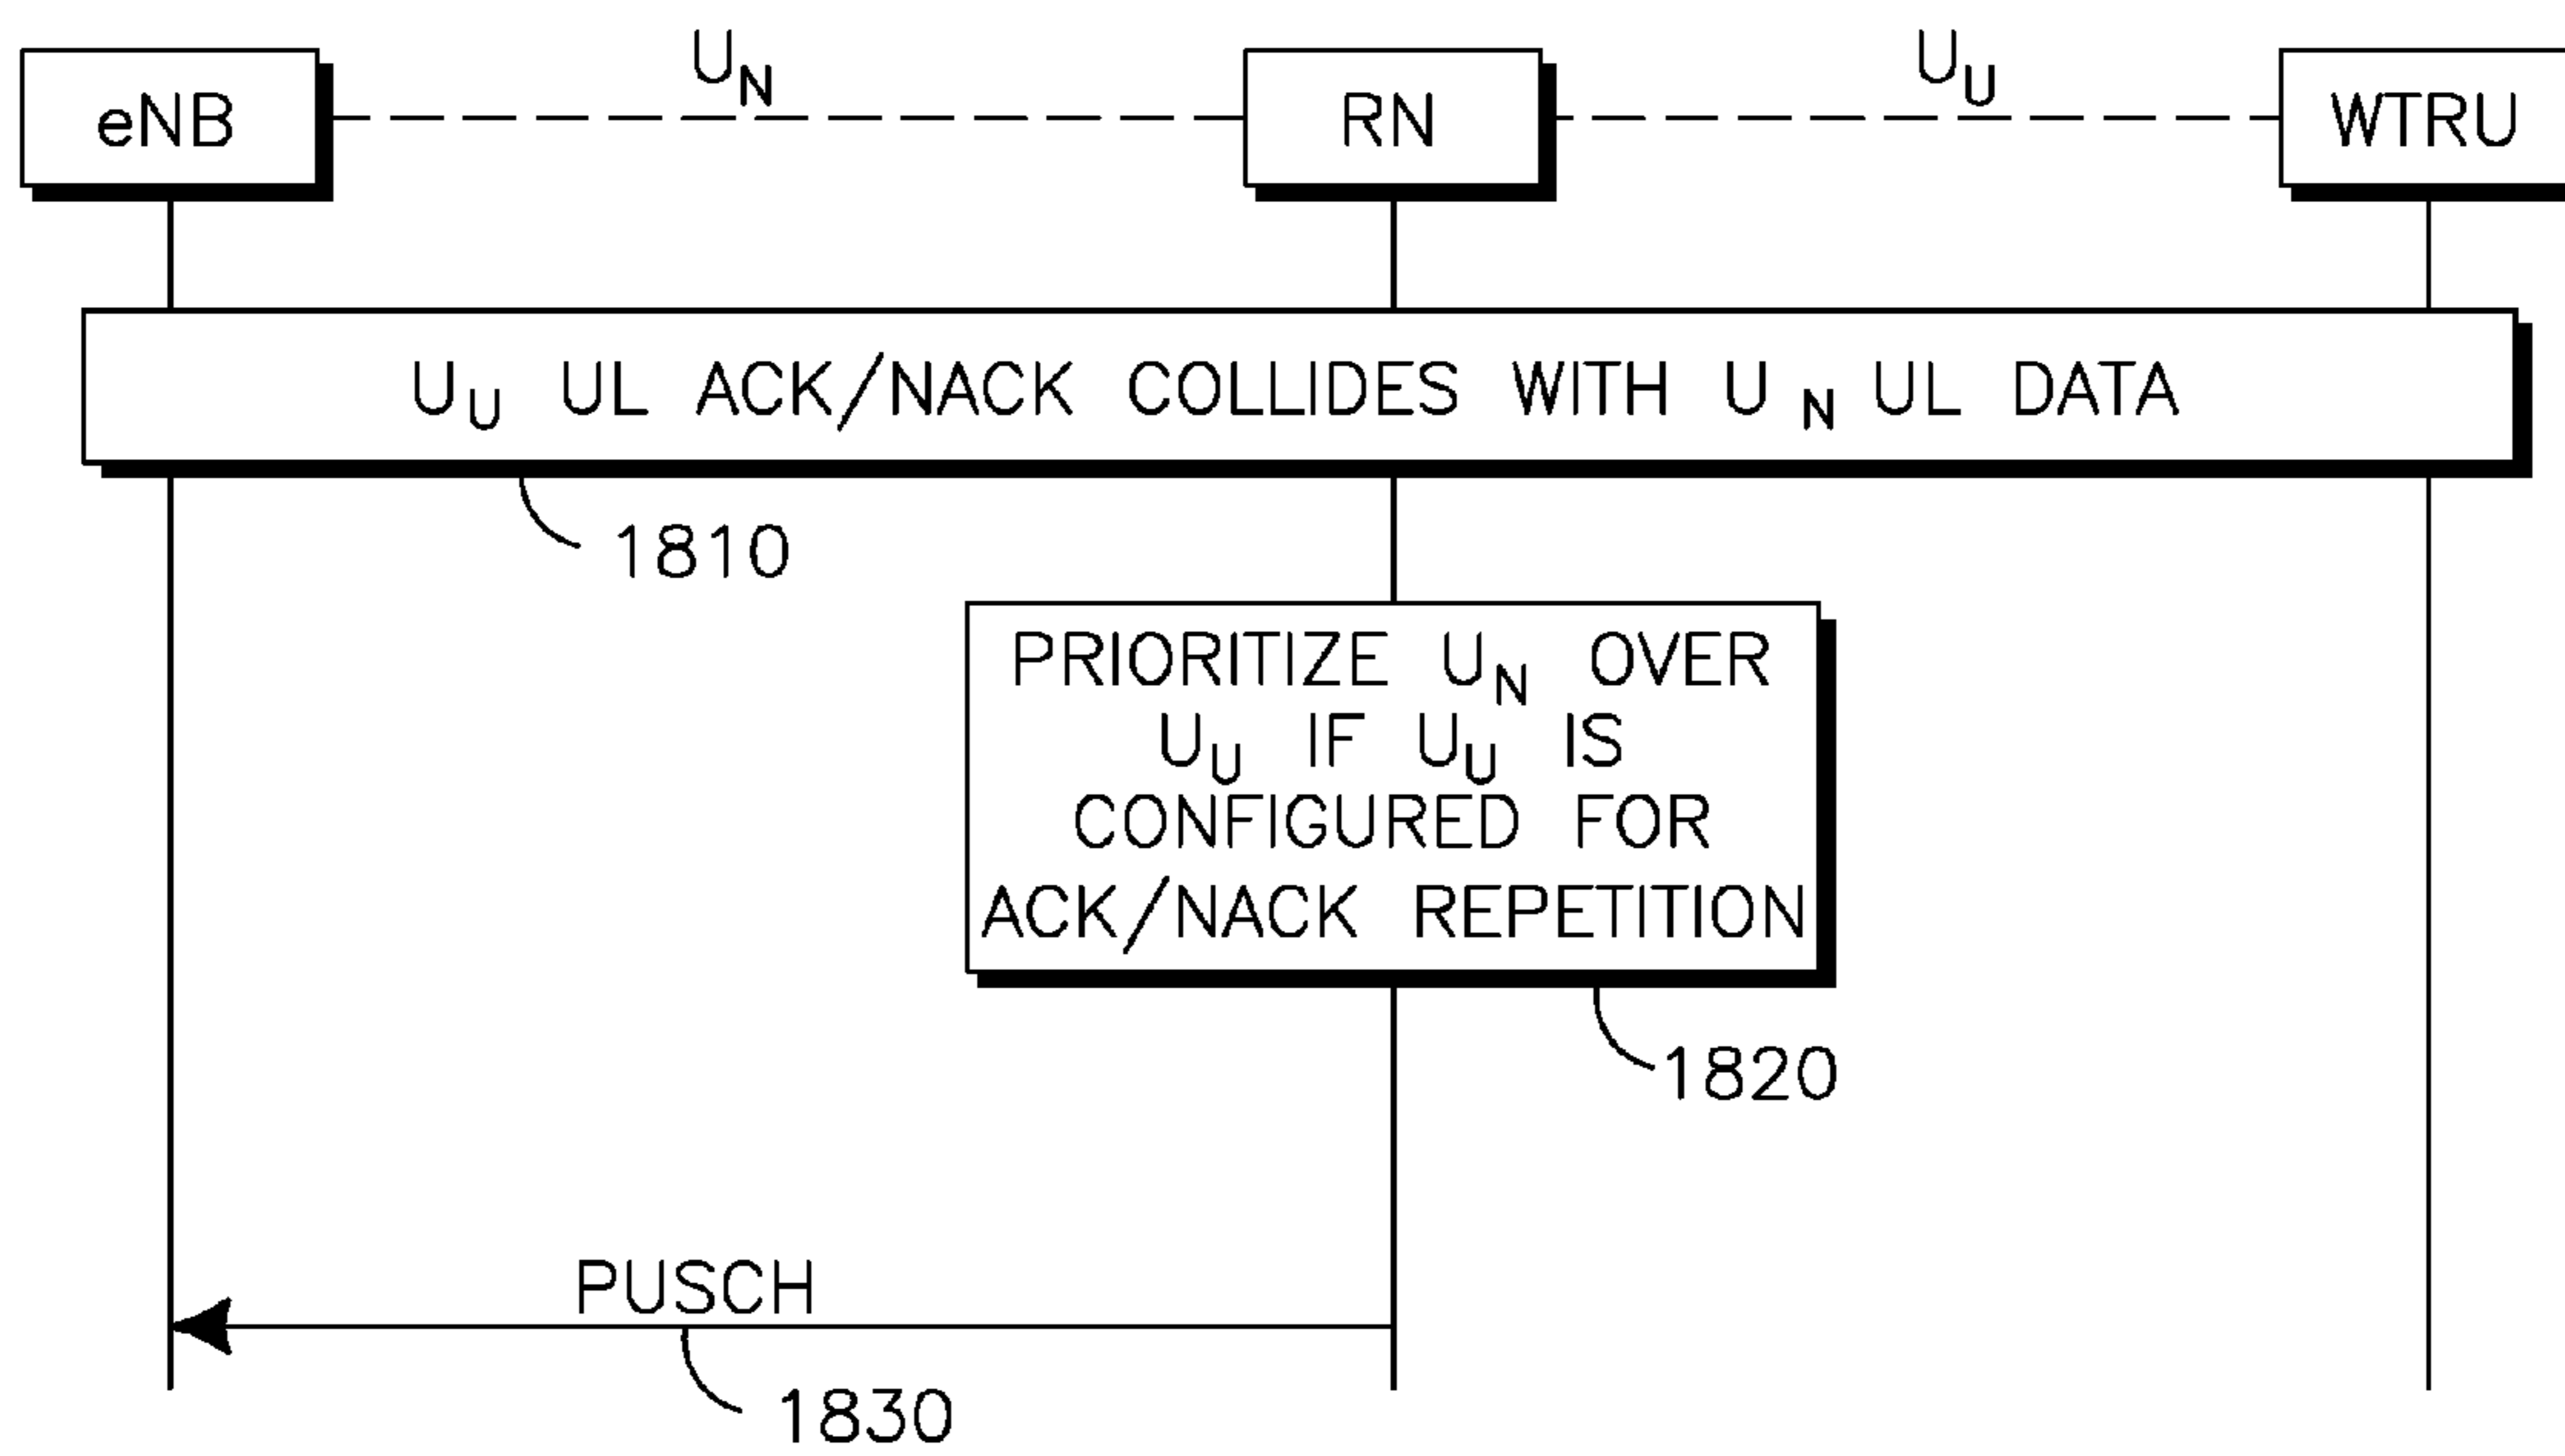 eNB
U_N
RN
U_U
WTRU
U_U UL ACK/NACK COLLIDES WITH U_N UL DATA
1810
PRIORITIZE U_N OVER
U_U IF U_U IS
CONFIGURED FOR
ACK/NACK REPETITION
1820
PUSCH
1830